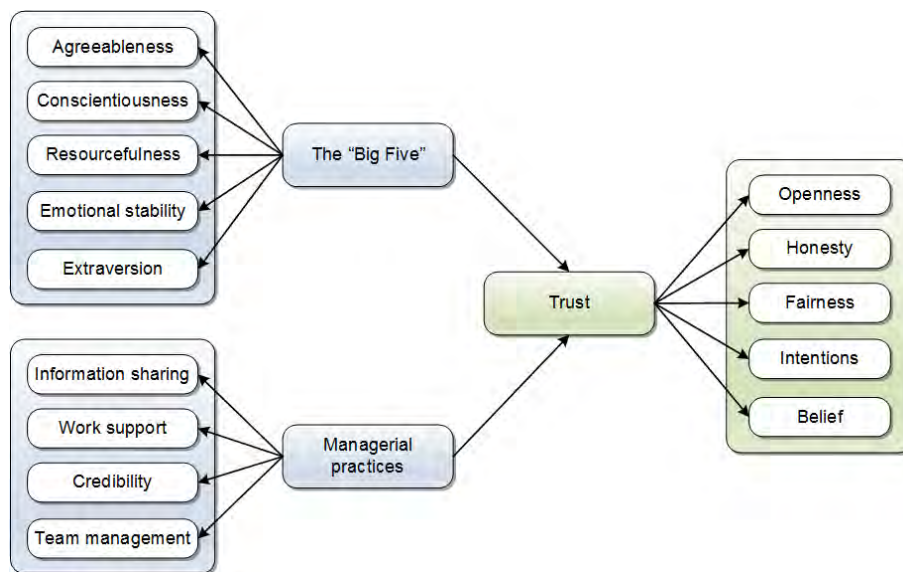 Agreeableness
Conscientiousness
Resourcefulness
Emotional stability
Extraversion
The “Big Five”
Information sharing
Work support
Credibility
Team management
Managerial
practices
Trust
Openness
Honesty
Fairness
Intentions
Belief